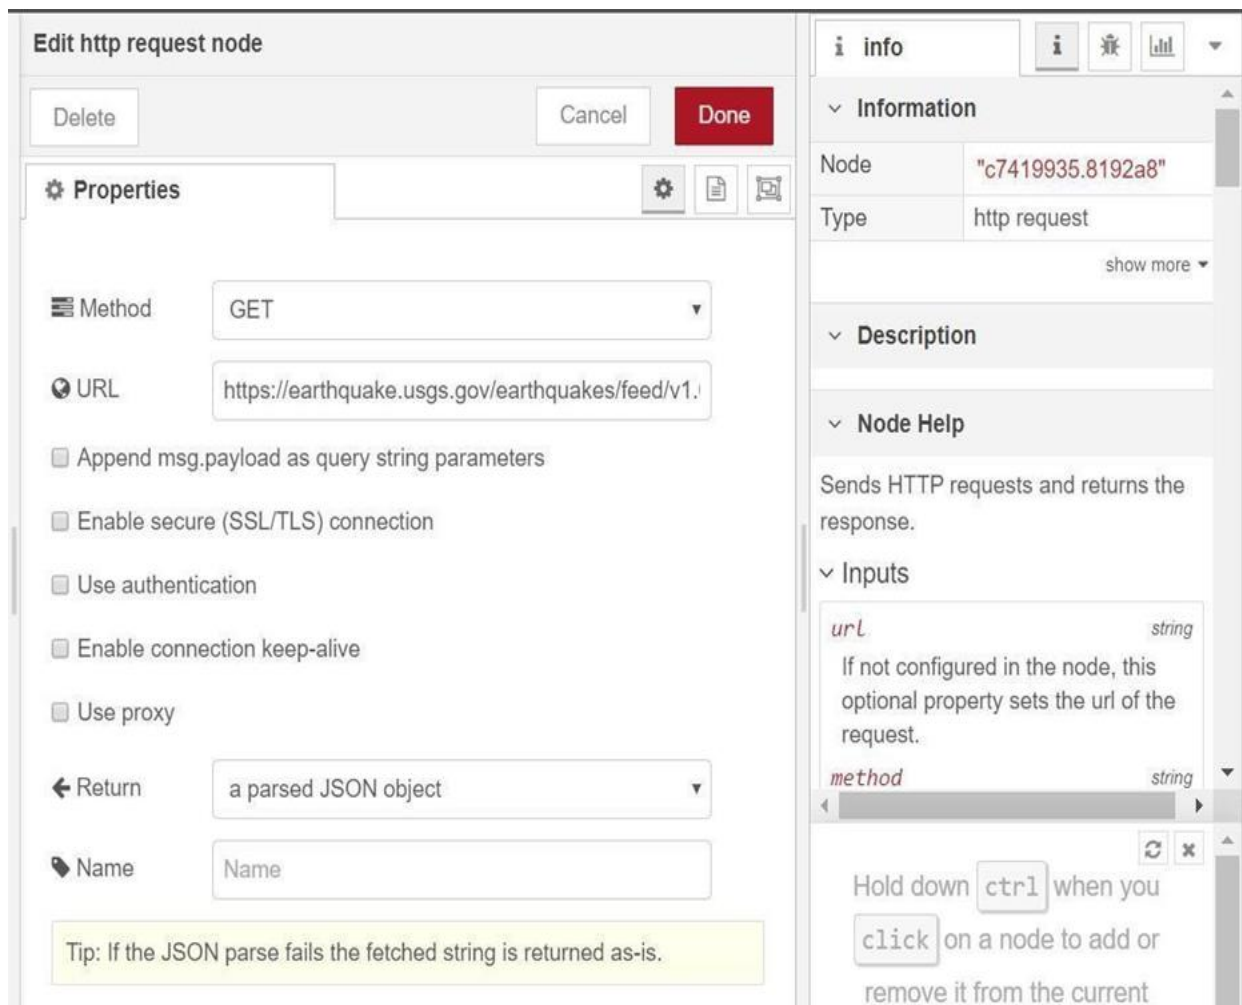 Edit http request node
Delete
Cancel
Done
Properties
Method
GET
URL
https://earthquake.usgs.gov/earthquakes/feed/v1.
Append msg.payload as query string parameters
Enable secure (SSL/TLS) connection
Use authentication
Enable connection keep-alive
Use proxy
Return
a parsed JSON object
Name
Name
Tip: If the JSON parse fails the fetched string is returned as-is.
i info
i
Information
Node
"c7419935.8192a8"
Type
http request
show more
Description
Node Help
Sends HTTP requests and returns the
response.
Inputs
url
string
If not configured in the node, this
optional property sets the url of the
request.
method
string
Hold down ctrl when you
click on a node to add or
remove it from the current